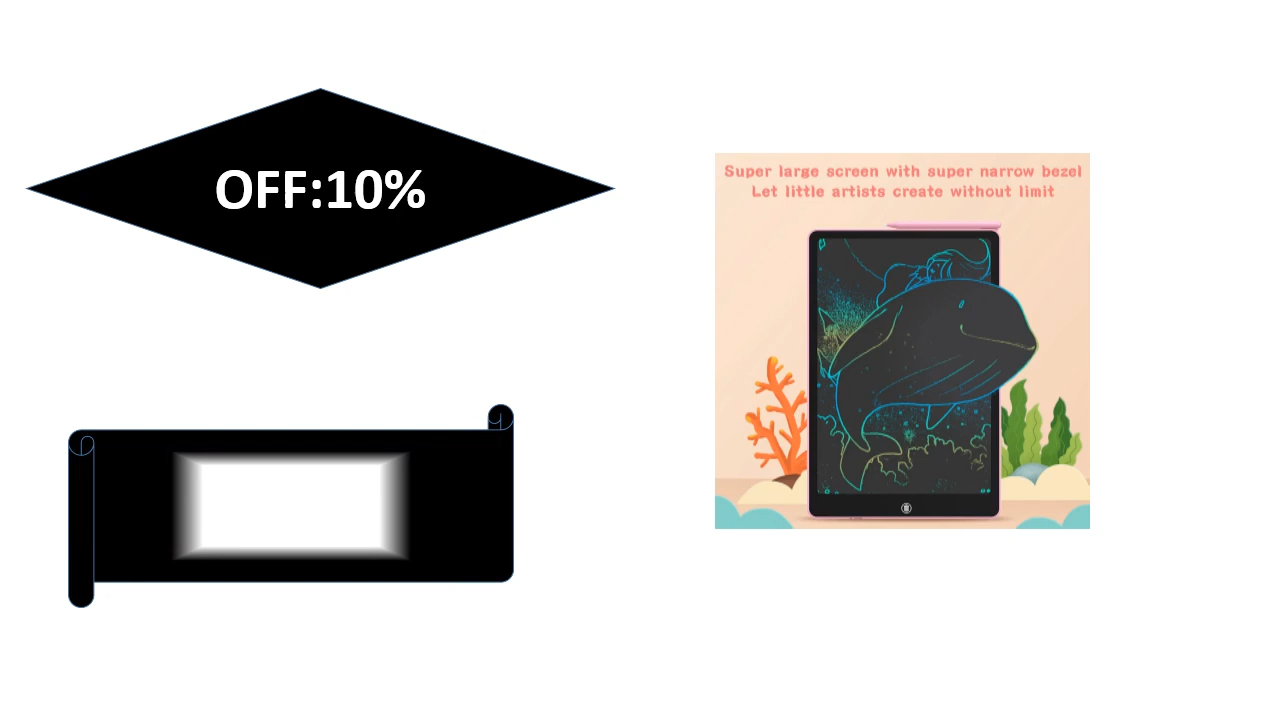 OFF:10%
Super large screen with super narrow bezel
Let little artists create without limit